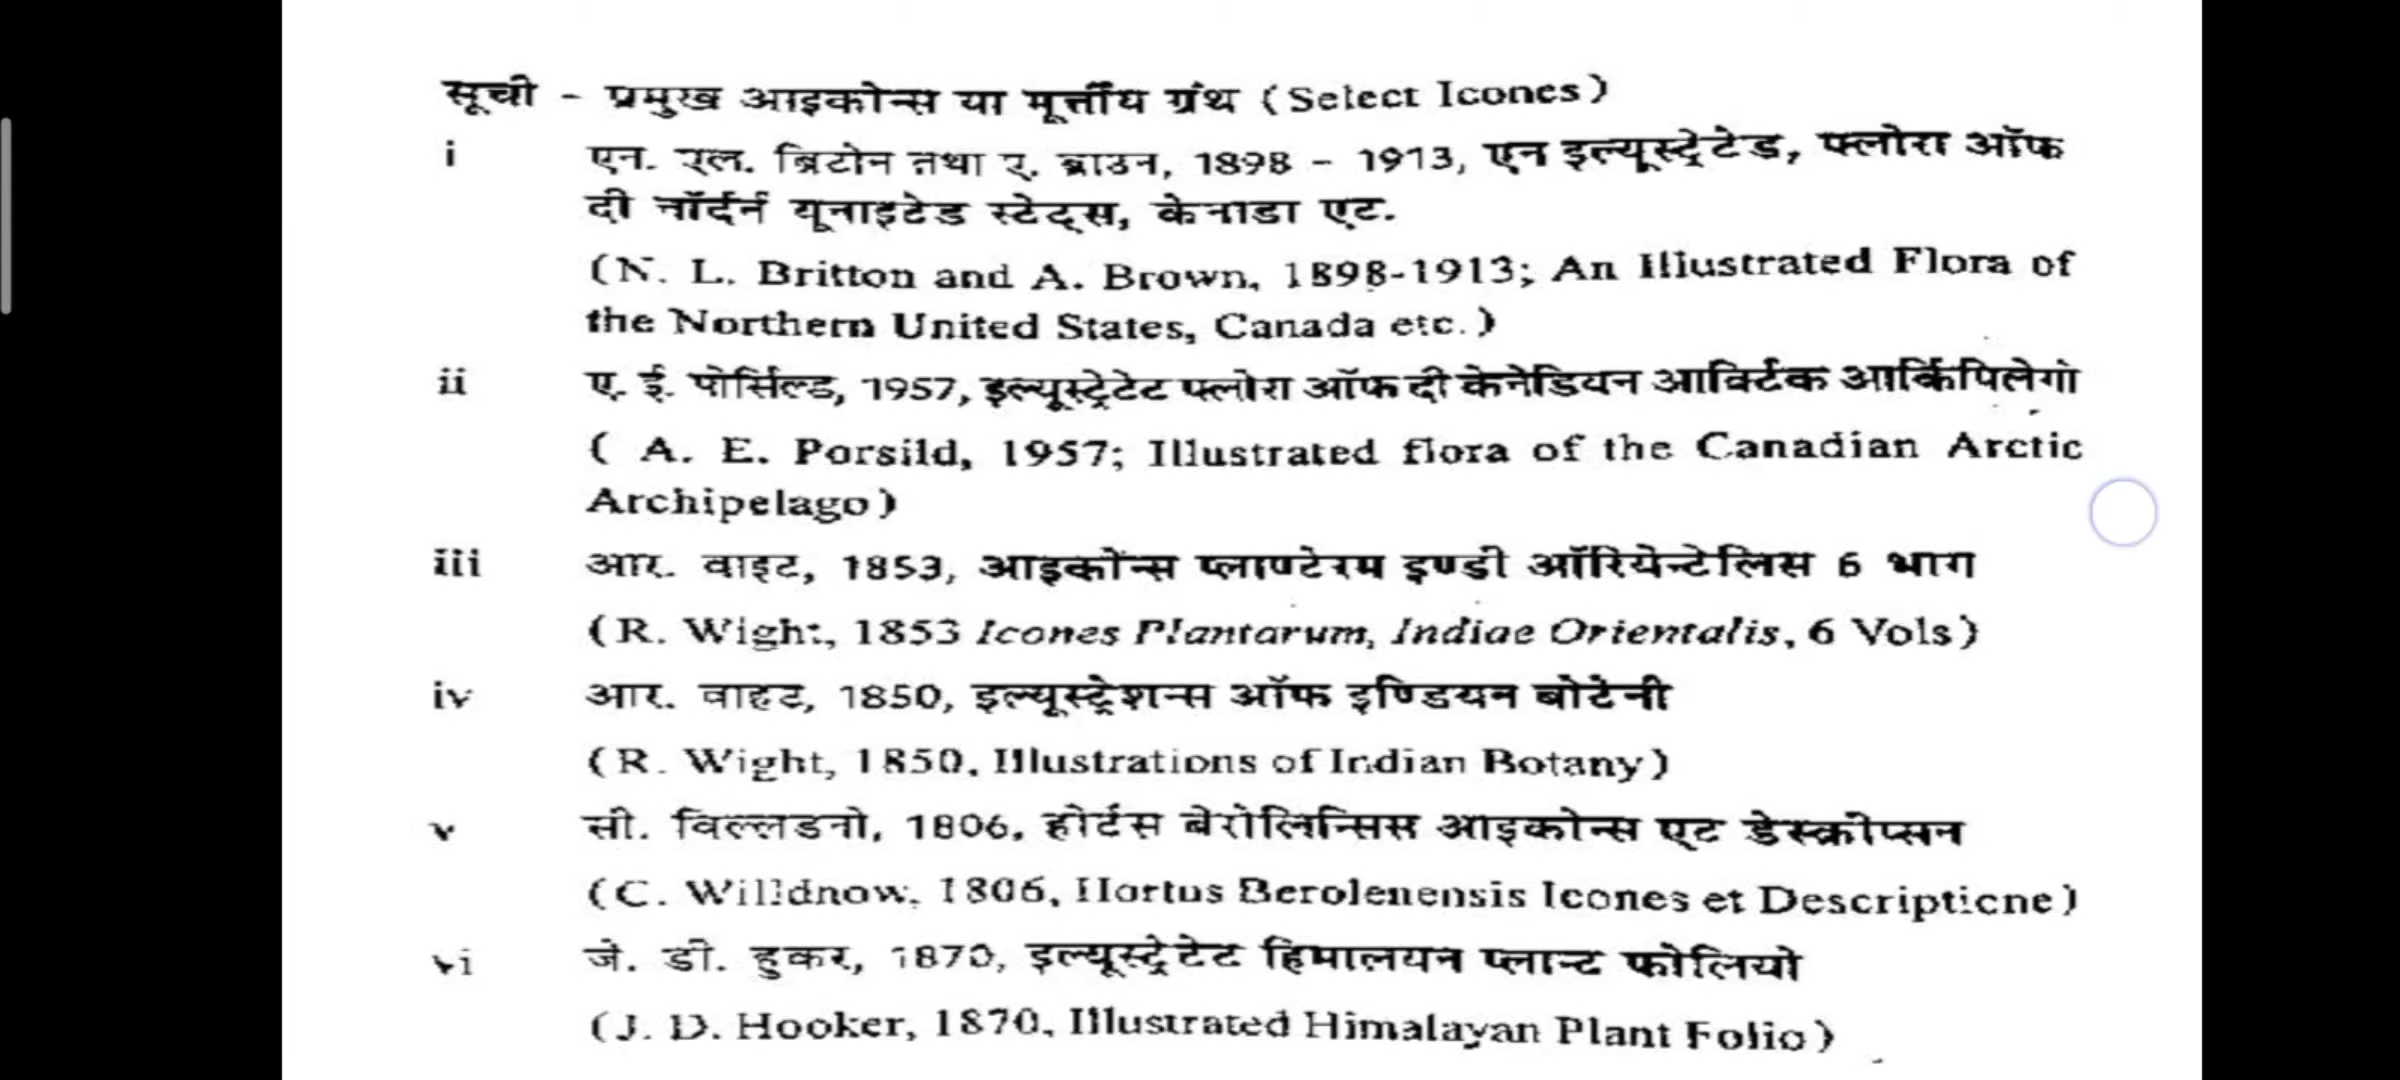 सूची - प्रमुख आइकोन्स या मूर्त्तीय ग्रंथ (Select Icones)
i एन. एल. ब्रिटोन तथा ए. ब्राउन, 1898 - 1913, एन इल्यूस्ट्रेटेड, फ्लोरा ऑफ
दी नॉर्दर्न यूनाइटेड स्टेट्स, केनाडा एट.
(N. L. Britton and A. Brown, 1898-1913; An Illustrated Flora of
the Northern United States, Canada etc.)
ii ए. ई. पोर्सिल्ड, 1957, इल्यूस्ट्रेटेट फ्लोरा ऑफ दी केनेडियन आर्क्टिक आर्किपिलेगो
( A. E. Porsild, 1957; Illustrated flora of the Canadian Arctic
Archipelago)
iii आर. वाइट, 1853, आइकोन्स प्लाण्टेरम इण्डी ऑरियेन्टेलिस 6 भाग
(R. Wight, 1853 Icones Plantarum, Indiae Orientalis, 6 Vols)
iv आर. वाहट, 1850, इल्यूस्ट्रेशन्स ऑफ इण्डियन बोटेनी
(R. Wight, 1850, Illustrations of Indian Botany)
v सी. विल्लडनो, 1806, होर्टस बेरोलिन्सिस आइकोन्स एट डेस्क्रीप्सन
(C. Willdnow, 1806, Hortus Berolenensis Icones et Descriptione)
vi जे. डी. हुकर, 1870, इल्यूस्ट्रेटेट हिमालयन प्लान्ट फोलियो
(J. D. Hooker, 1870, Illustrated Himalayan Plant Folio)